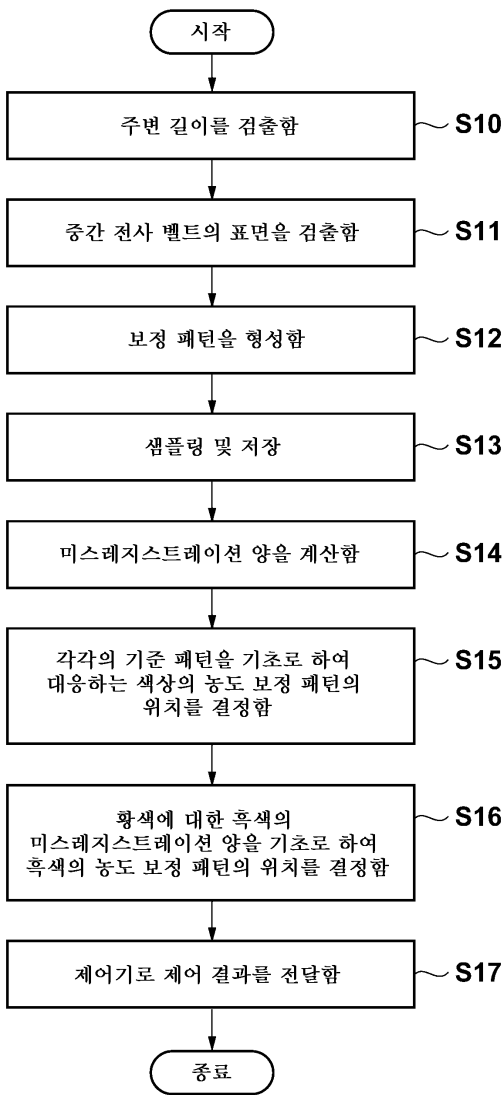 시작
주변 길이를 검출함
S10
중간 전사 벨트의 표면을 검출함
S11
보정 패턴을 형성함
S12
샘플링 및 저장
S13
미스레지스트레이션 양을 계산함
S14
각각의 기준 패턴을 기초로 하여
대응하는 색상의 농도 보정 패턴의
위치를 결정함
S15
황색에 대한 흑색의
미스레지스트레이션 양을 기초로 하여
흑색의 농도 보정 패턴의 위치를 결정함
S16
제어기로 제어 결과를 전달함
S17
종료